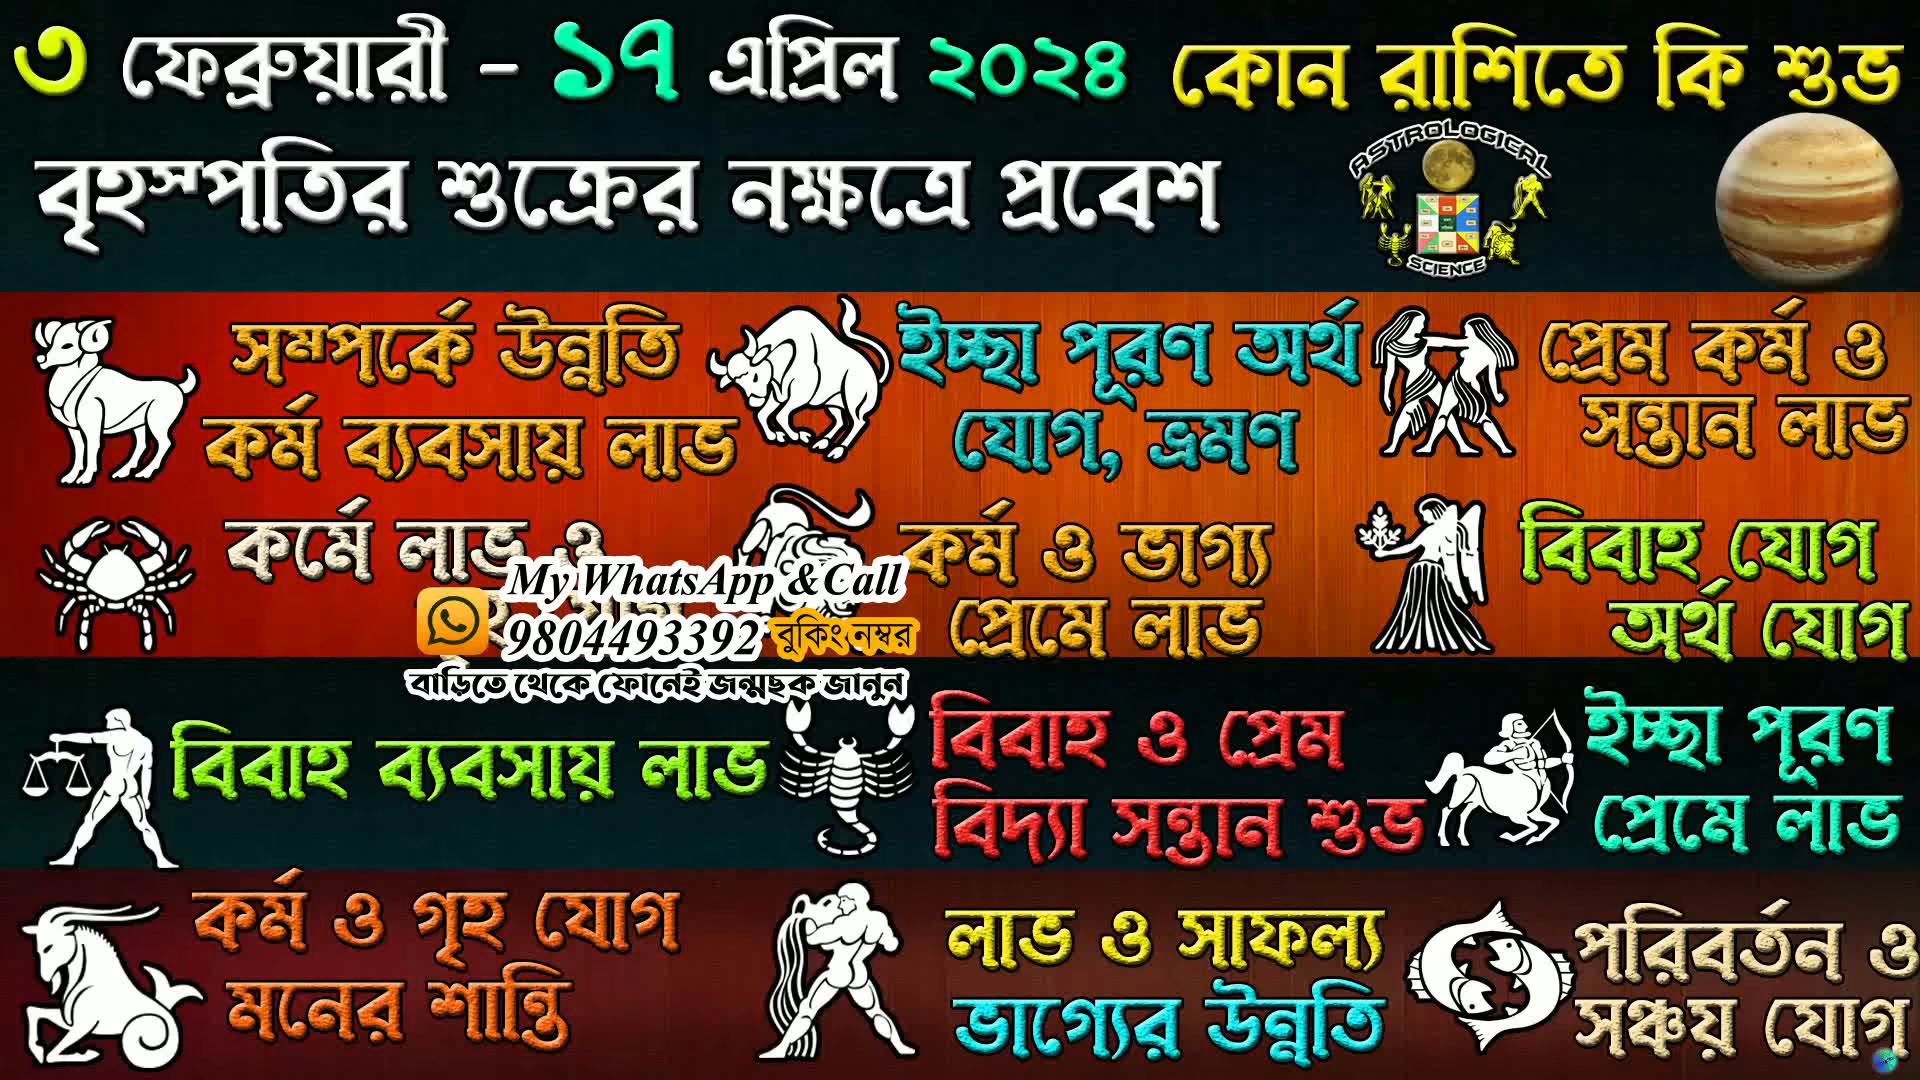 ৩ ফেব্রুয়ারী - ১৭ এপ্রিল ২০২৪ কোন রাশিতে কি শুভ
বৃহস্পতির শুক্রের নক্ষত্রে প্রবেশ
ASTROLOGICAL
SCIENCE
সম্পর্কে উন্নতি
কর্ম ব্যবসায় লাভ
ইচ্ছা পূরণ অর্থ
যোগ, ভ্রমণ
প্রেম কর্ম ও
সন্তান লাভ
কর্মে লাভ ও
My WhatsApp &Call
9804493392 বুকিং নম্বর
বাড়িতে থেকে ফোনেই জন্মছক জানুন
কর্ম ও ভাগ্য
প্রেমে লাভ
বিবাহ যোগ
অর্থ যোগ
বিবাহ ব্যবসায় লাভ
বিবাহ ও প্রেম
বিদ্যা সন্তান শুভ
ইচ্ছা পূরণ
প্রেমে লাভ
কর্ম ও গৃহ যোগ
মনের শান্তি
লাভ ও সাফল্য
ভাগ্যের উন্নতি
পরিবর্তন ও
সঞ্চয় যোগ